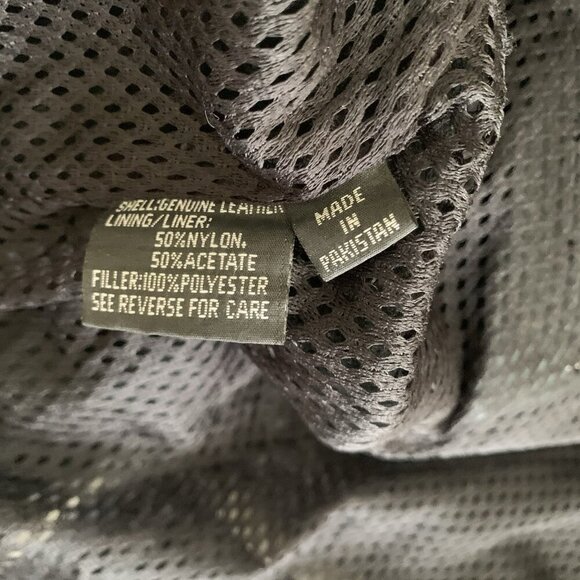 SHELL:GENUINE LEATHER
LINING/LINER:
50%NYLON,
50%ACETATE
FILLER:100%POLYESTER
SEE REVERSE FOR CARE
MADE
IN
PAKISTAN